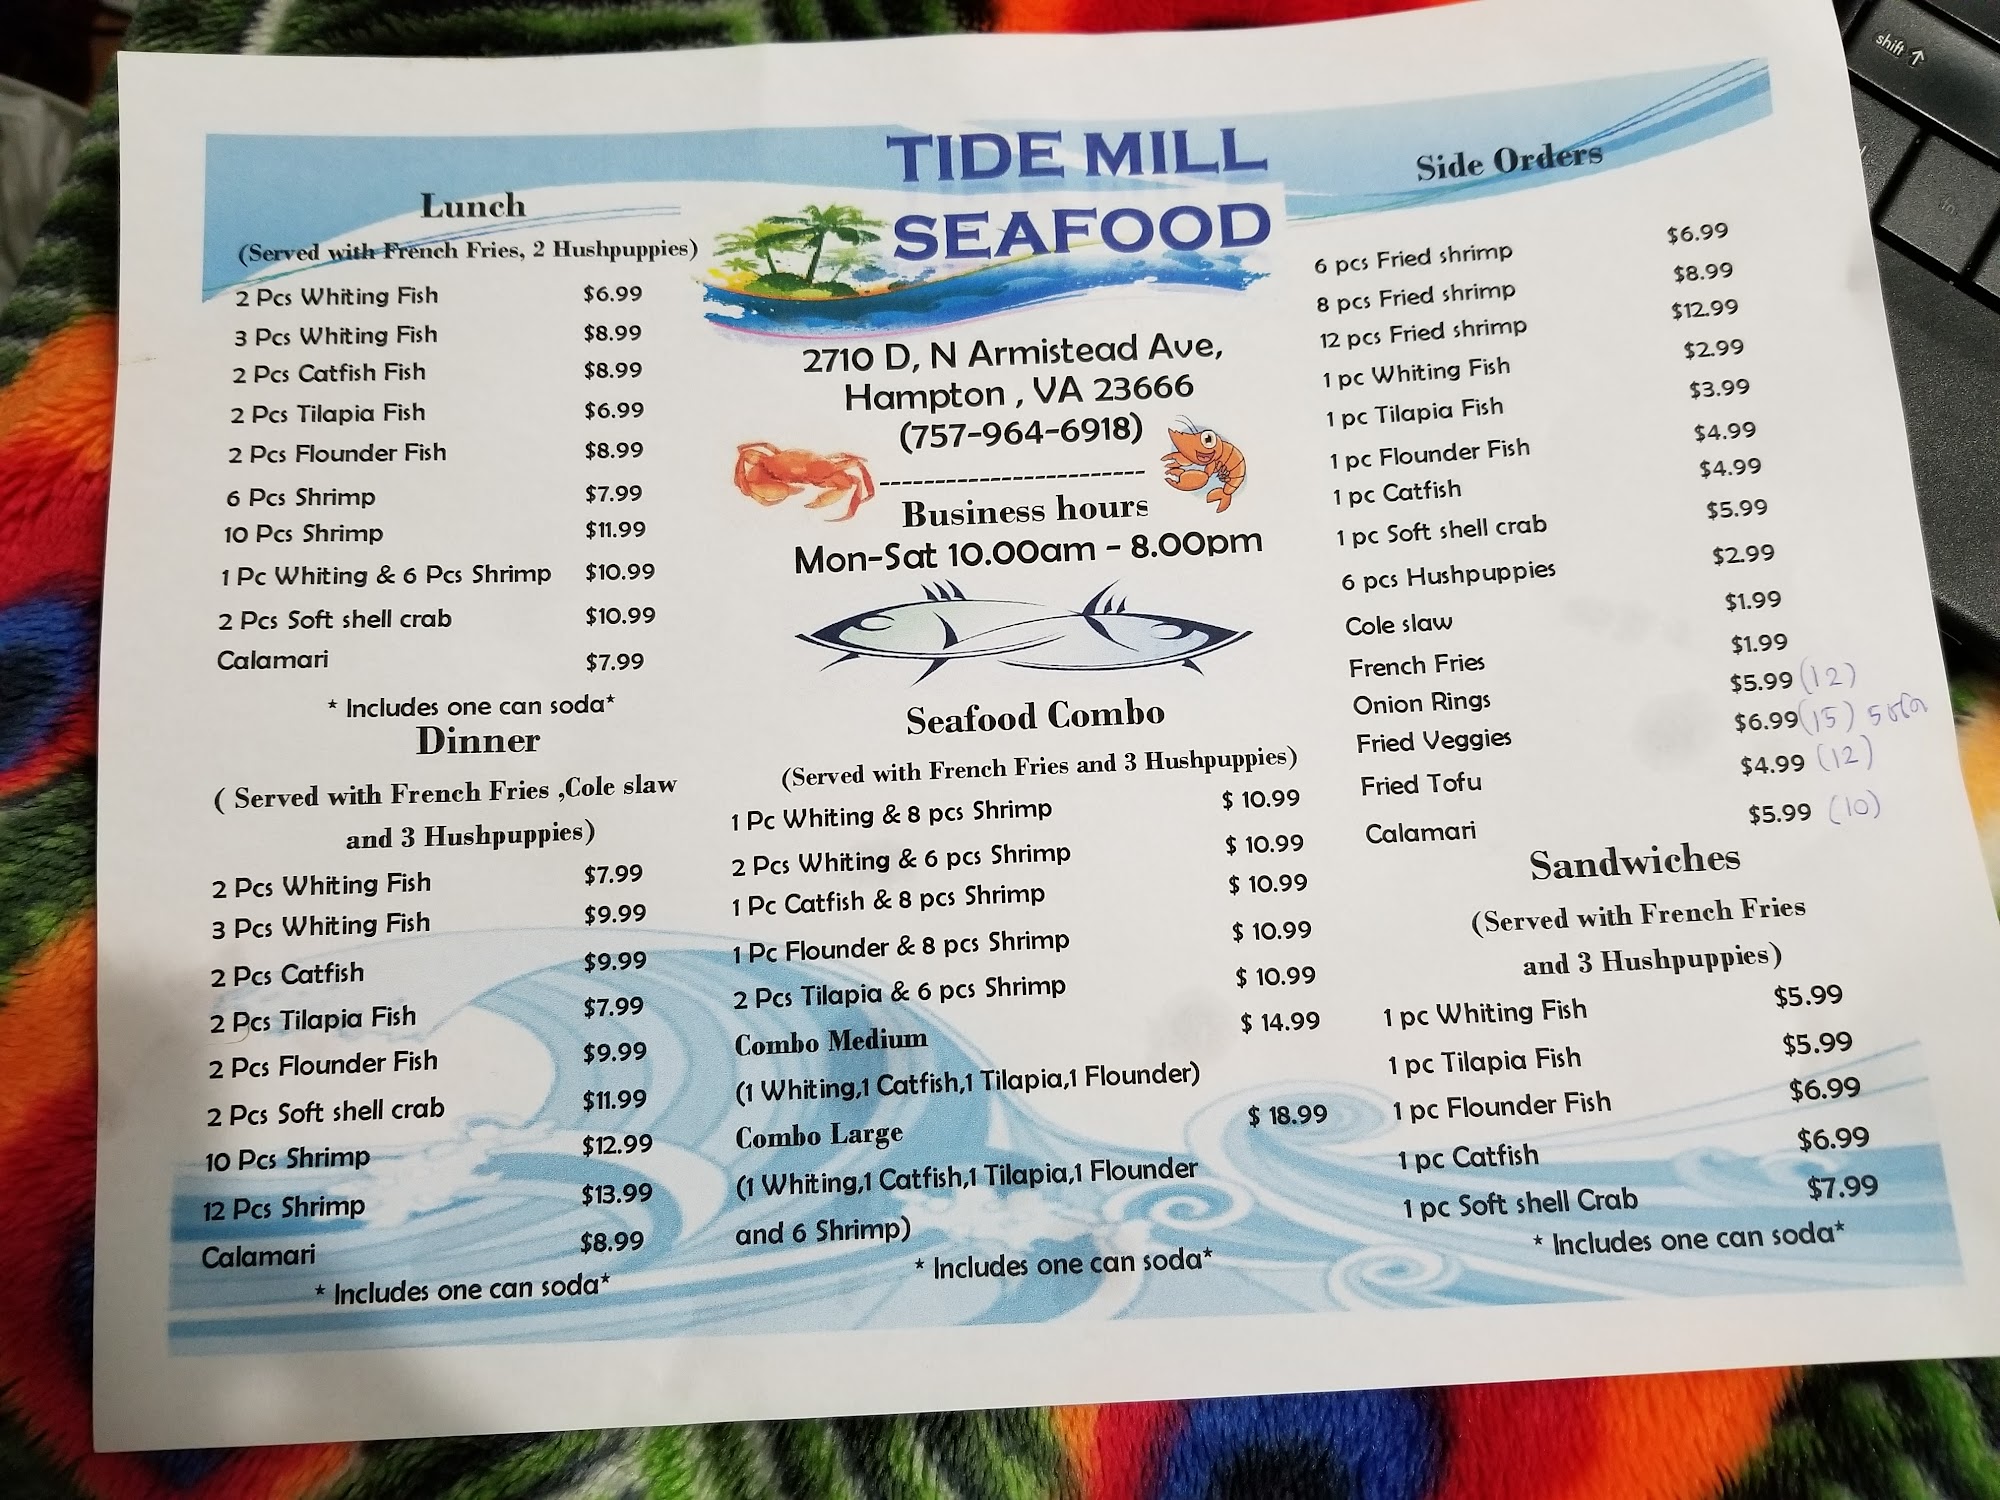 shift ↑
TIDE MILL
SEAFOOD
2710 D, N Armistead Ave,
Hampton , VA 23666
(757-964-6918)
-----------------------
Business hours
Mon-Sat 10.00am - 8.00pm
Lunch
(Served with French Fries, 2 Hushpuppies)
2 Pcs Whiting Fish $6.99
3 Pcs Whiting Fish $8.99
2 Pcs Catfish Fish $8.99
2 Pcs Tilapia Fish $6.99
2 Pcs Flounder Fish $8.99
6 Pcs Shrimp $7.99
10 Pcs Shrimp $11.99
1 Pc Whiting & 6 Pcs Shrimp $10.99
2 Pcs Soft shell crab $10.99
Calamari $7.99
* Includes one can soda*
Dinner
( Served with French Fries ,Cole slaw
and 3 Hushpuppies)
2 Pcs Whiting Fish $7.99
3 Pcs Whiting Fish $9.99
2 Pcs Catfish $9.99
2 Pcs Tilapia Fish $7.99
2 Pcs Flounder Fish $9.99
2 Pcs Soft shell crab $11.99
10 Pcs Shrimp $12.99
12 Pcs Shrimp $13.99
Calamari $8.99
* Includes one can soda*
Seafood Combo
(Served with French Fries and 3 Hushpuppies)
1 Pc Whiting & 8 pcs Shrimp $ 10.99
2 Pcs Whiting & 6 pcs Shrimp $ 10.99
1 Pc Catfish & 8 pcs Shrimp $ 10.99
1 Pc Flounder & 8 pcs Shrimp $ 10.99
2 Pcs Tilapia & 6 pcs Shrimp $ 10.99
Combo Medium $ 14.99
(1 Whiting,1 Catfish,1 Tilapia,1 Flounder)
Combo Large $ 18.99
(1 Whiting,1 Catfish,1 Tilapia,1 Flounder
and 6 Shrimp)
* Includes one can soda*
Side Orders
6 pcs Fried shrimp $6.99
8 pcs Fried shrimp $8.99
12 pcs Fried shrimp $12.99
1 pc Whiting Fish $2.99
1 pc Tilapia Fish $3.99
1 pc Flounder Fish $4.99
1 pc Catfish $4.99
1 pc Soft shell crab $5.99
6 pcs Hushpuppies $2.99
Cole slaw $1.99
French Fries $1.99
Onion Rings $5.99 (12)
Fried Veggies $6.99 (15)
Fried Tofu $4.99 (12)
Calamari $5.99 (10)
Sandwiches
(Served with French Fries
and 3 Hushpuppies)
1 pc Whiting Fish $5.99
1 pc Tilapia Fish $5.99
1 pc Flounder Fish $6.99
1 pc Catfish $6.99
1 pc Soft shell Crab $7.99
* Includes one can soda*